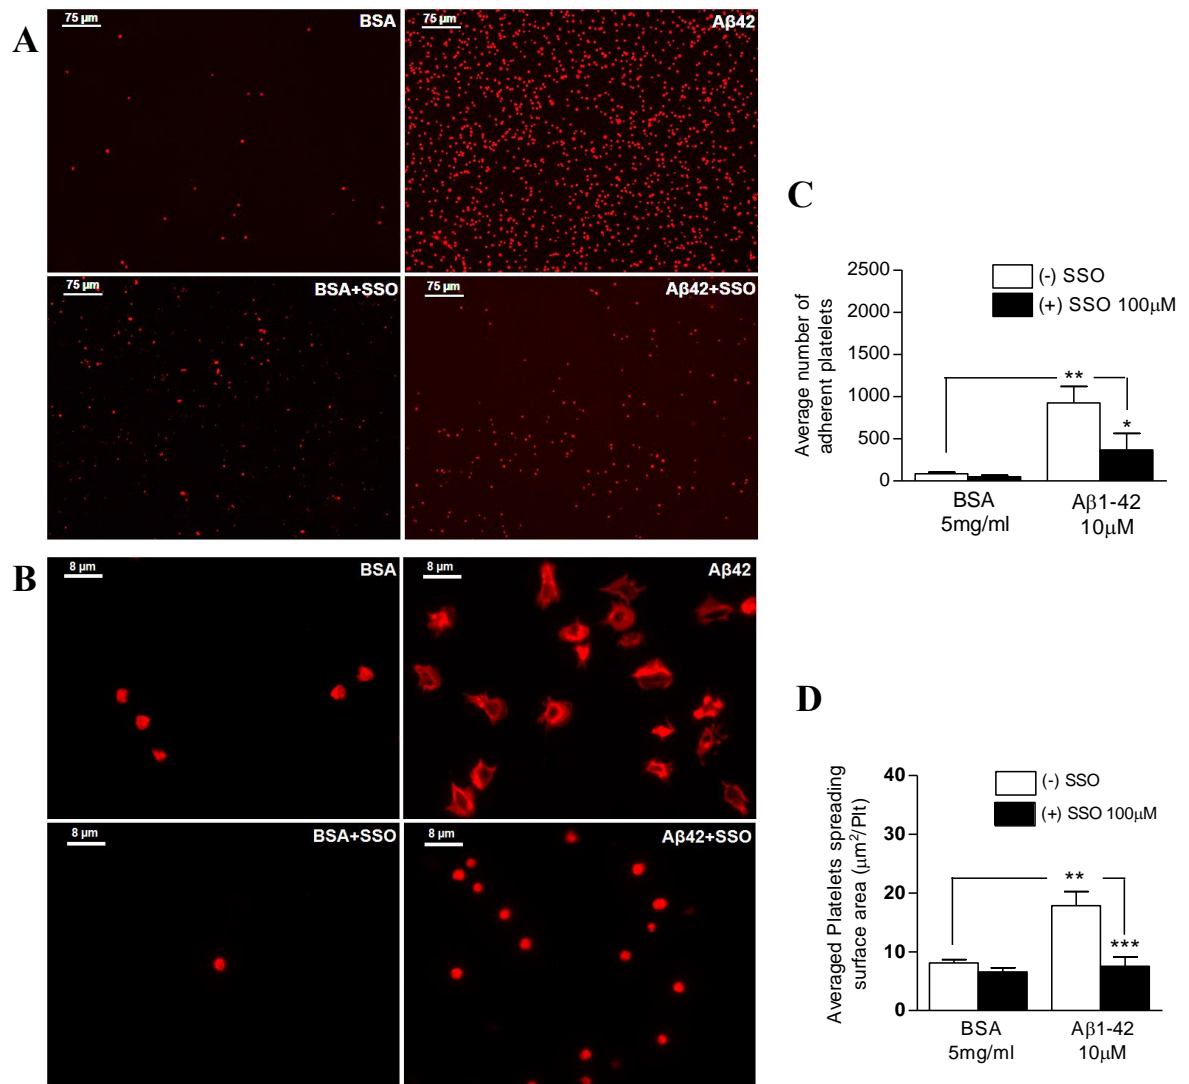 A
75 µm
BSA
75 µm
Aβ42
75 µm
BSA+SSO
75 µm
Aβ42+SSO
B
8 µm
BSA
8 µm
Aβ42
8 µm
BSA+SSO
8 µm
Aβ42+SSO
C
Average number of
adherent platelets
2500
2000
1500
1000
500
0
(-) SSO
(+) SSO 100µM
**
*
BSA
5mg/ml
Aβ1-42
10µM
D
Averaged Platelets spreading
surface area (µm²/Plt)
40
30
20
10
0
(-) SSO
(+) SSO 100µM
**
***
BSA
5mg/ml
Aβ1-42
10µM